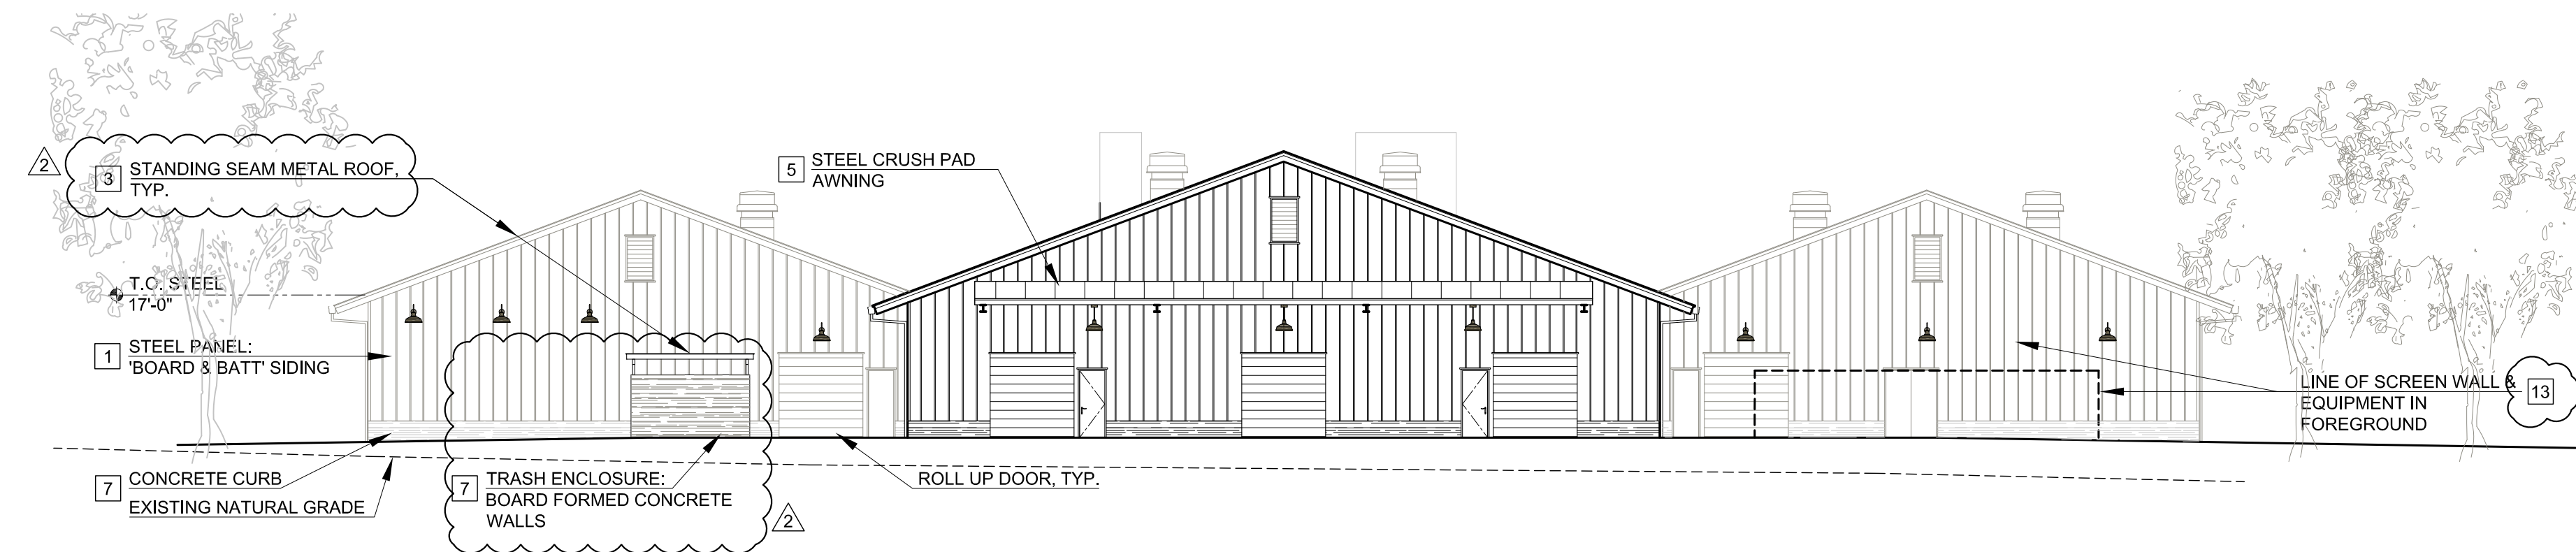 2
3 STANDING SEAM METAL ROOF,
TYP.
5 STEEL CRUSH PAD
AWNING
T.O. STEEL
17'-0"
1 STEEL PANEL:
'BOARD & BATT' SIDING
LINE OF SCREEN WALL & 13
EQUIPMENT IN
FOREGROUND
7 CONCRETE CURB
EXISTING NATURAL GRADE
7 TRASH ENCLOSURE:
BOARD FORMED CONCRETE
WALLS
2
ROLL UP DOOR, TYP.